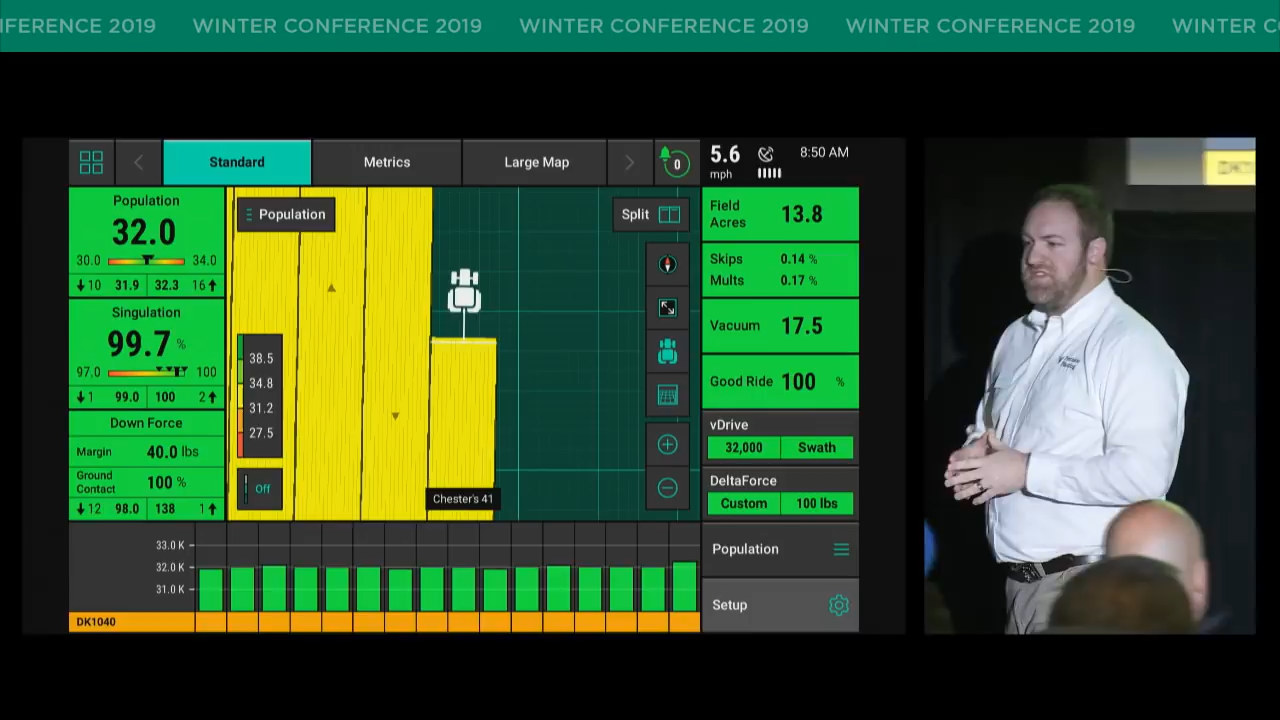 FERENCE 2019 WINTER CONFERENCE 2019 WINTER CONFERENCE 2019 WINTER CONFERENCE 2019 WINTER
Standard
Metrics
Large Map
0
5.6
mph
8:50 AM
Population
32.0
30.0 34.0
10 31.9 32.3 16
Singulation
99.7 %
97.0 100
1 99.0 100 2
Down Force
Margin 40.0 lbs
Ground
Contact 100 %
12 98.0 138 1
Population
Split
38.5
34.8
31.2
27.5
Off
Chester's 41
Field
Acres 13.8
Skips 0.14 %
Mults 0.17 %
Vacuum 17.5
Good Ride 100 %
vDrive
32,000 Swath
DeltaForce
Custom 100 lbs
Population
Setup
33.0 K
32.0 K
31.0 K
DK1040